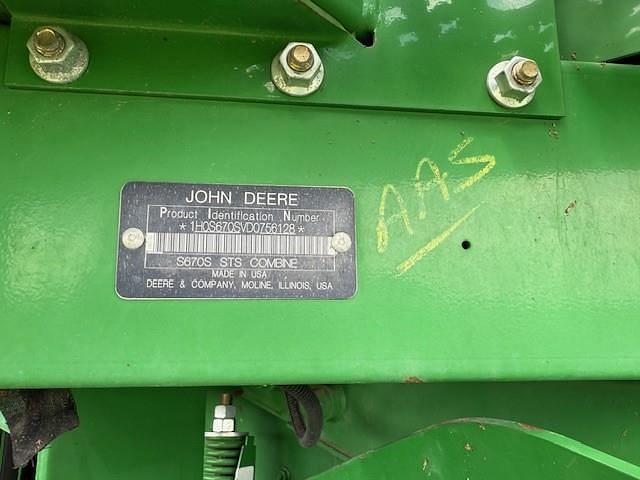 JOHN DEERE
Product Identification Number
*1H0S670SVD0756128*
S670S STS COMBINE
MADE IN USA
DEERE & COMPANY, MOLINE, ILLINOIS, USA
AAS